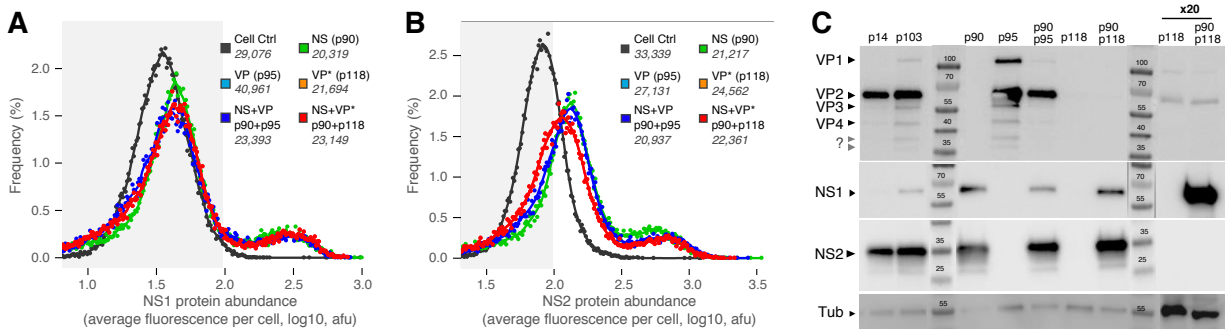 A
Cell Ctrl
29,076
NS (p90)
20,319
VP (p95)
40,961
VP* (p118)
21,694
NS+VP
p90+p95
23,393
NS+VP*
p90+p118
23,149
Frequency (%)
2.0
1.5
1.0
0.5
0.0
1.0 1.5 2.0 2.5 3.0
NS1 protein abundance
(average fluorescence per cell, log10, afu)
B
Cell Ctrl
33,339
NS (p90)
21,217
VP (p95)
27,131
VP* (p118)
24,562
NS+VP
p90+p95
20,937
NS+VP*
p90+p118
22,361
Frequency (%)
2.5
2.0
1.5
1.0
0.5
0.0
1.5 2.0 2.5 3.0 3.5
NS2 protein abundance
(average fluorescence per cell, log10, afu)
C
x20
p14 p103 p90 p95 p90 p95 p118 p90 p118 p118 p90 p118
VP1
VP2
VP3
VP4
?
100
70
55
40
35
100
70
55
40
35
NS1
70
55
70
55
NS2
35
25
35
25
Tub
55
55